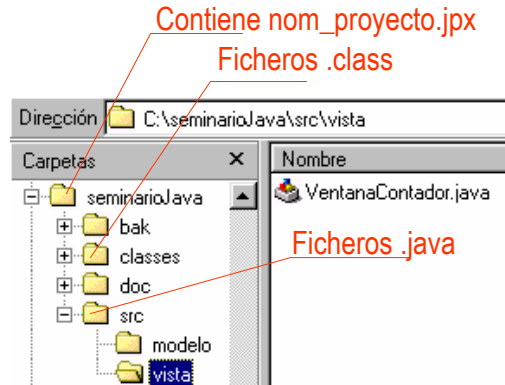 Contiene nom_proyecto.jpx
Ficheros .class
Dirección C:\seminarioJava\src\vista
Carpetas x Nombre
seminarioJava VentanaContador.java
bak
classes
Ficheros .java
doc
src
modelo
vista